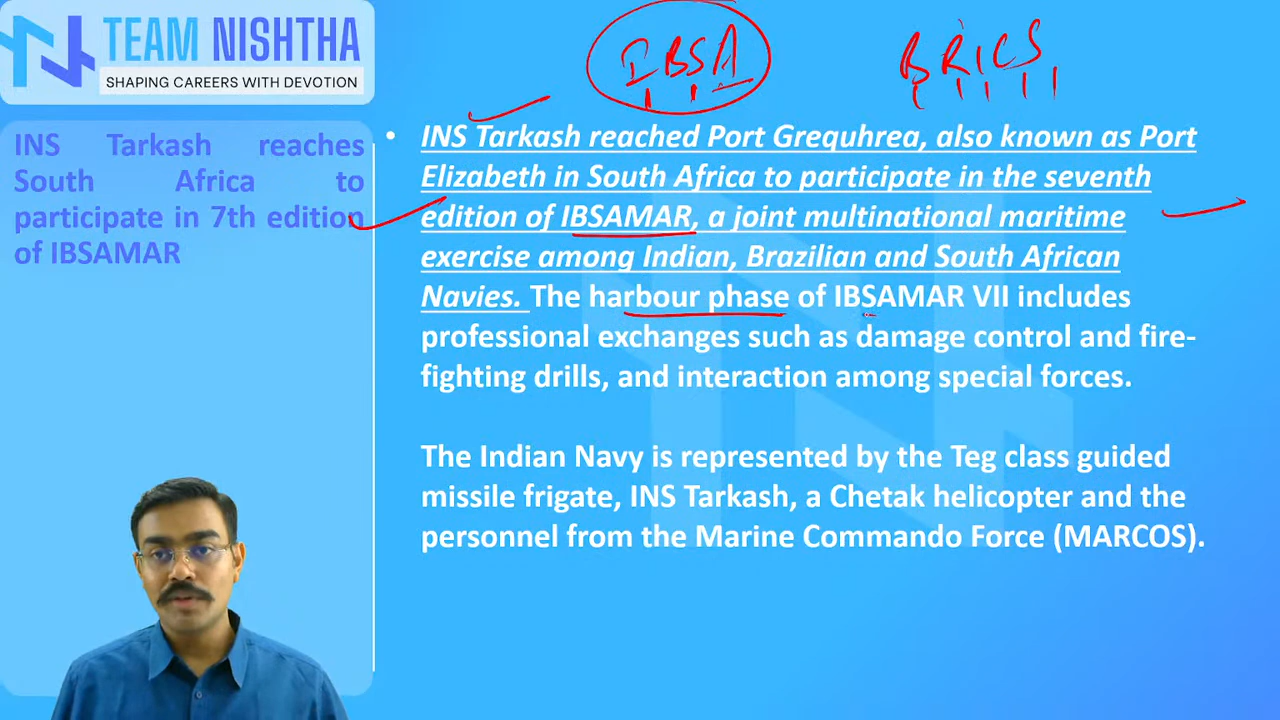 TEAM NISHTHA
SHAPING CAREERS WITH DEVOTION
IBSA
BRICS
INS Tarkash reaches
South Africa to
participate in 7th edition
of IBSAMAR
• INS Tarkash reached Port Grequhrea, also known as Port
Elizabeth in South Africa to participate in the seventh
edition of IBSAMAR, a joint multinational maritime
exercise among Indian, Brazilian and South African
Navies. The harbour phase of IBSAMAR VII includes
professional exchanges such as damage control and fire-
fighting drills, and interaction among special forces.
The Indian Navy is represented by the Teg class guided
missile frigate, INS Tarkash, a Chetak helicopter and the
personnel from the Marine Commando Force (MARCOS).